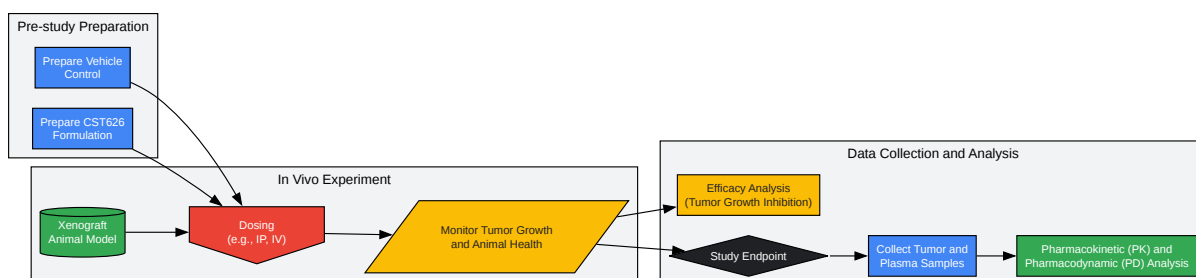 Pre-study Preparation
Prepare Vehicle
Control
Prepare CST626
Formulation
In Vivo Experiment
Xenograft
Animal Model
Dosing
(e.g., IP, IV)
Monitor Tumor Growth
and Animal Health
Data Collection and Analysis
Efficacy Analysis
(Tumor Growth Inhibition)
Study Endpoint
Collect Tumor and
Plasma Samples
Pharmacokinetic (PK) and
Pharmacodynamic (PD) Analysis